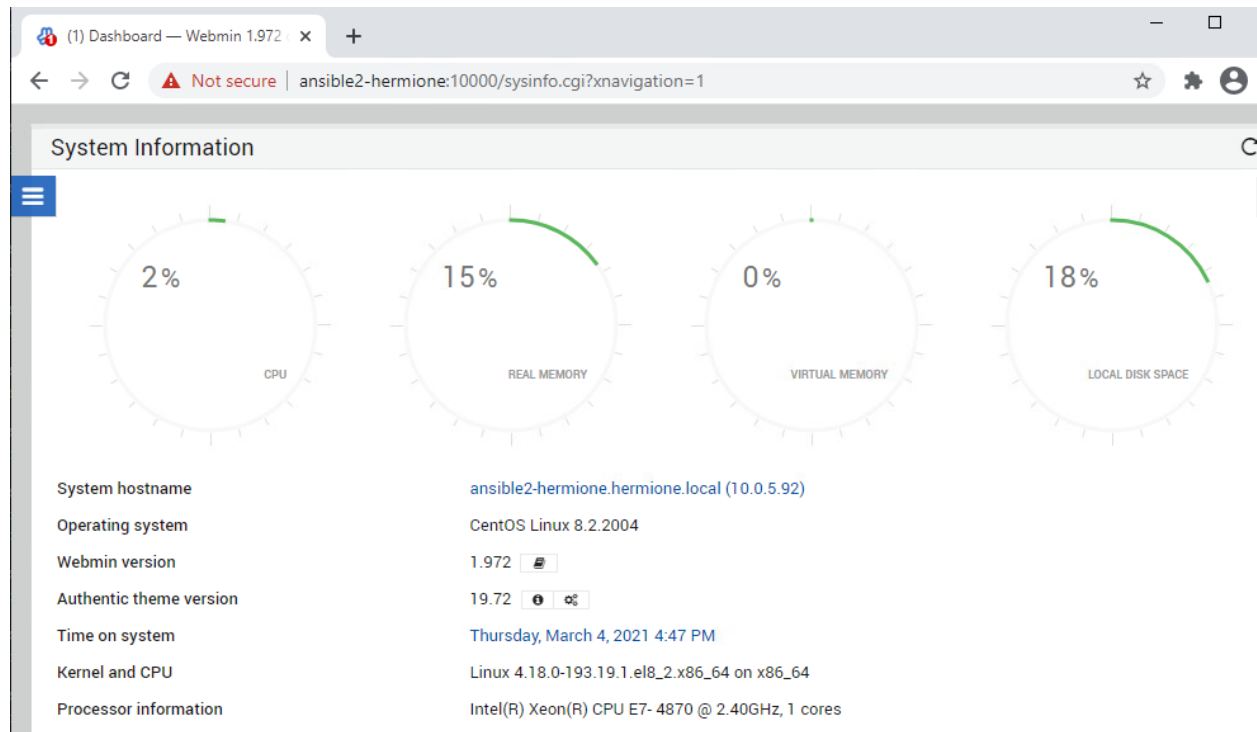 (1) Dashboard — Webmin 1.972
Not secure ansible2-hermione:10000/sysinfo.cgi?xnavigation=1
System Information
2% 15% 0% 18%
CPU REAL MEMORY VIRTUAL MEMORY LOCAL DISK SPACE
System hostname ansible2-hermione.hermione.local (10.0.5.92)
Operating system CentOS Linux 8.2.2004
Webmin version 1.972
Authentic theme version 19.72
Time on system Thursday, March 4, 2021 4:47 PM
Kernel and CPU Linux 4.18.0-193.19.1.el8_2.x86_64 on x86_64
Processor information Intel(R) Xeon(R) CPU E7- 4870 @ 2.40GHz, 1 cores